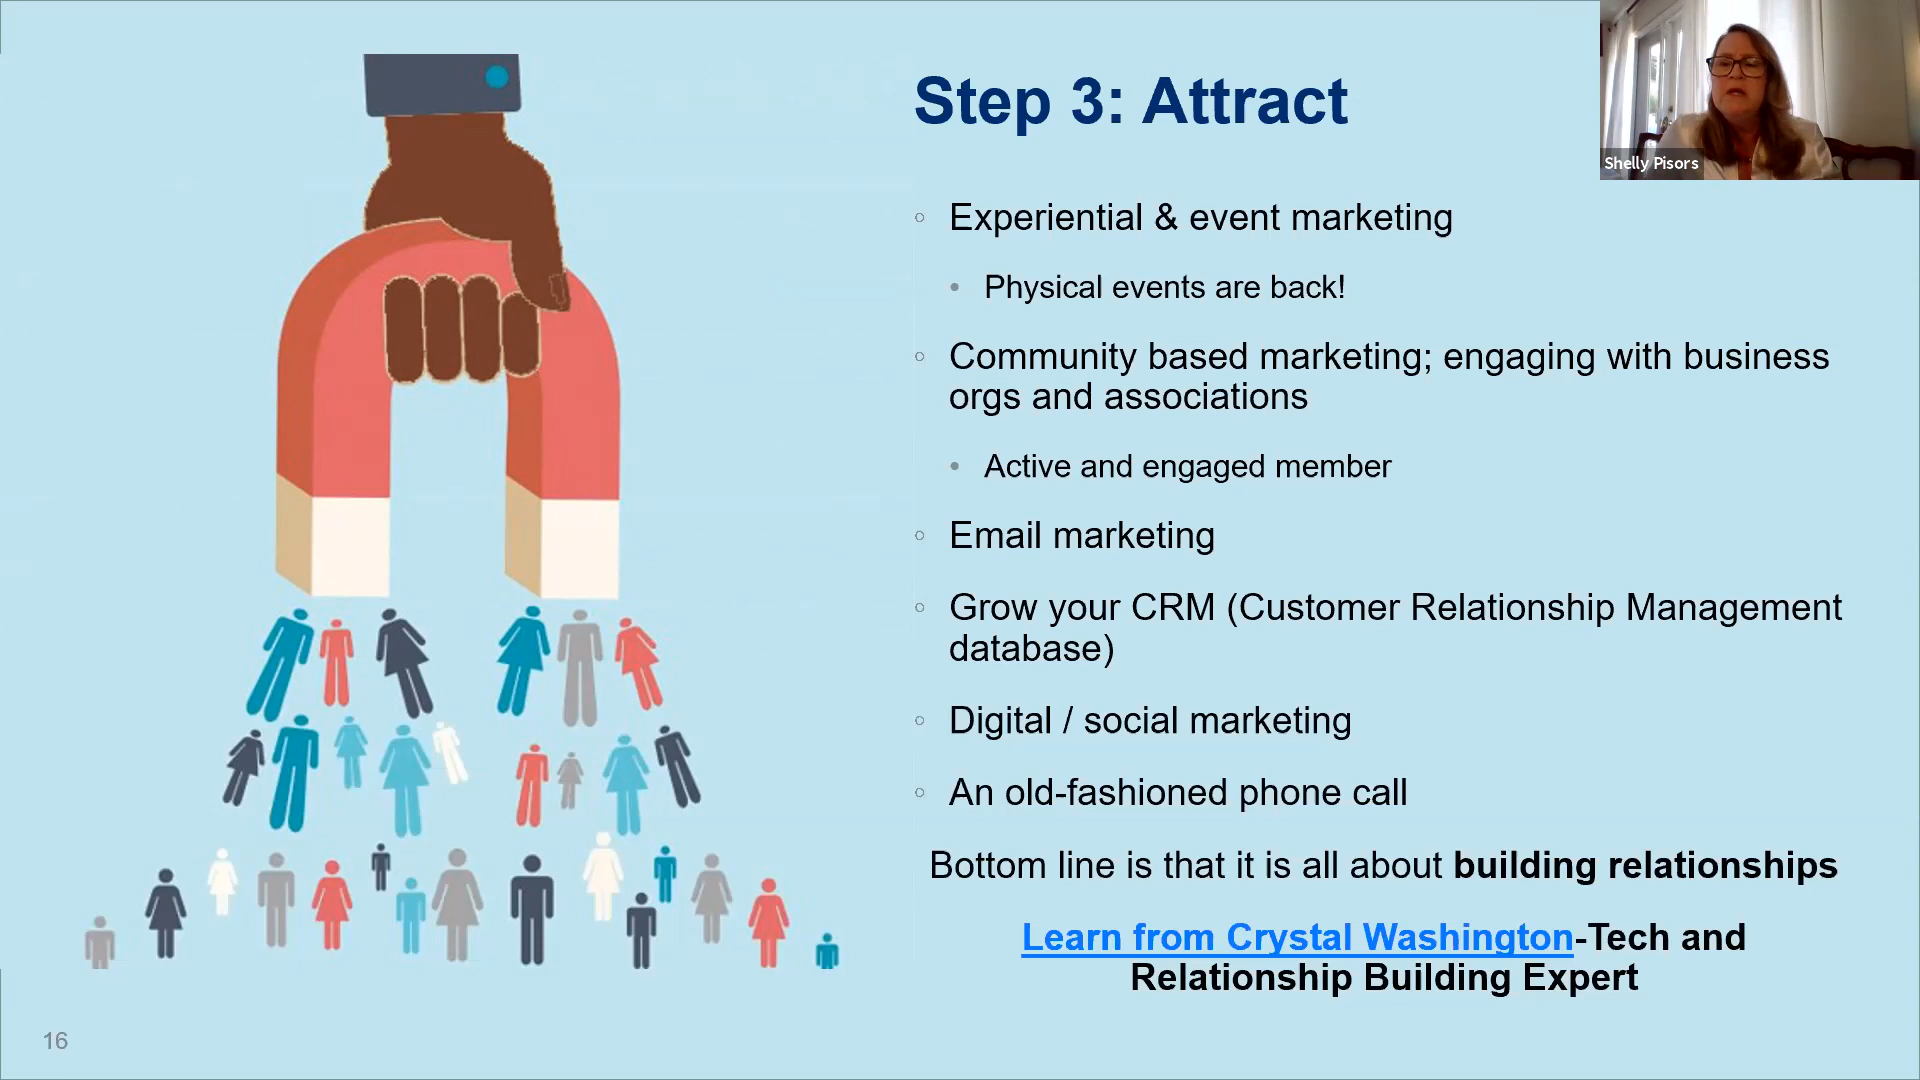 Step 3: Attract
Shelly Pisors
Experiential & event marketing
Physical events are back!
Community based marketing; engaging with business
orgs and associations
Active and engaged member
Email marketing
Grow your CRM (Customer Relationship Management
database)
Digital / social marketing
An old-fashioned phone call
Bottom line is that it is all about building relationships
Learn from Crystal Washington-Tech and
Relationship Building Expert
16